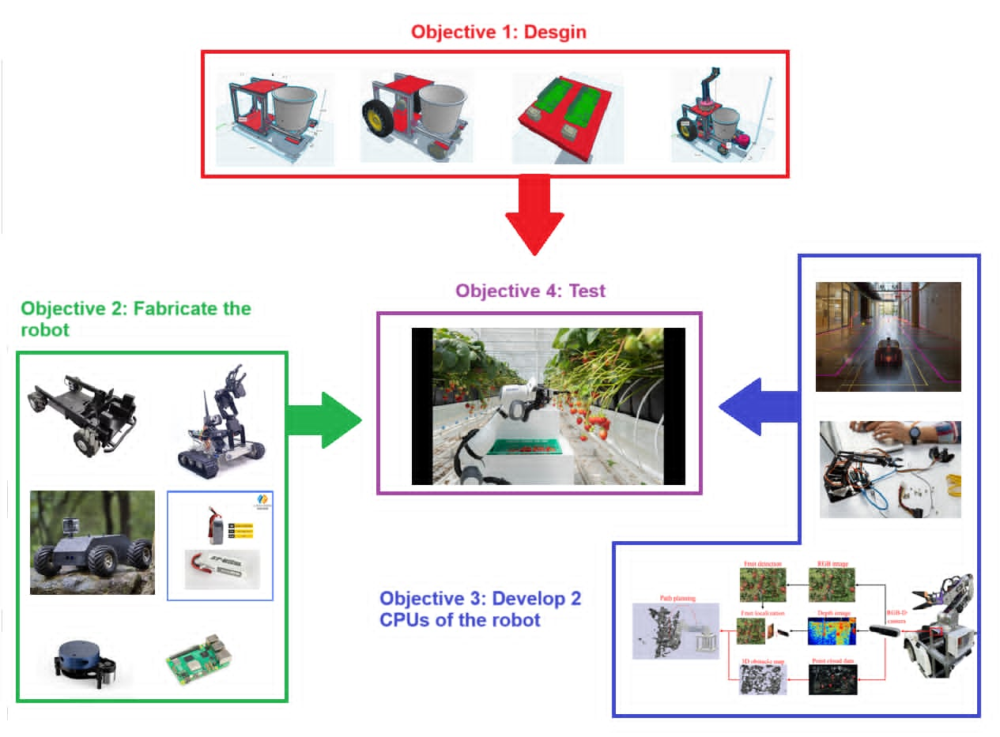 Objective 1: Desgin
Objective 4: Test
Objective 2: Fabricate the
robot
Objective 3: Develop 2
CPUs of the robot
Fruit detection
RGB image
Path planning
Fruit localization
Depth image
RGB-D
camera
3D obstacle map
Point cloud data